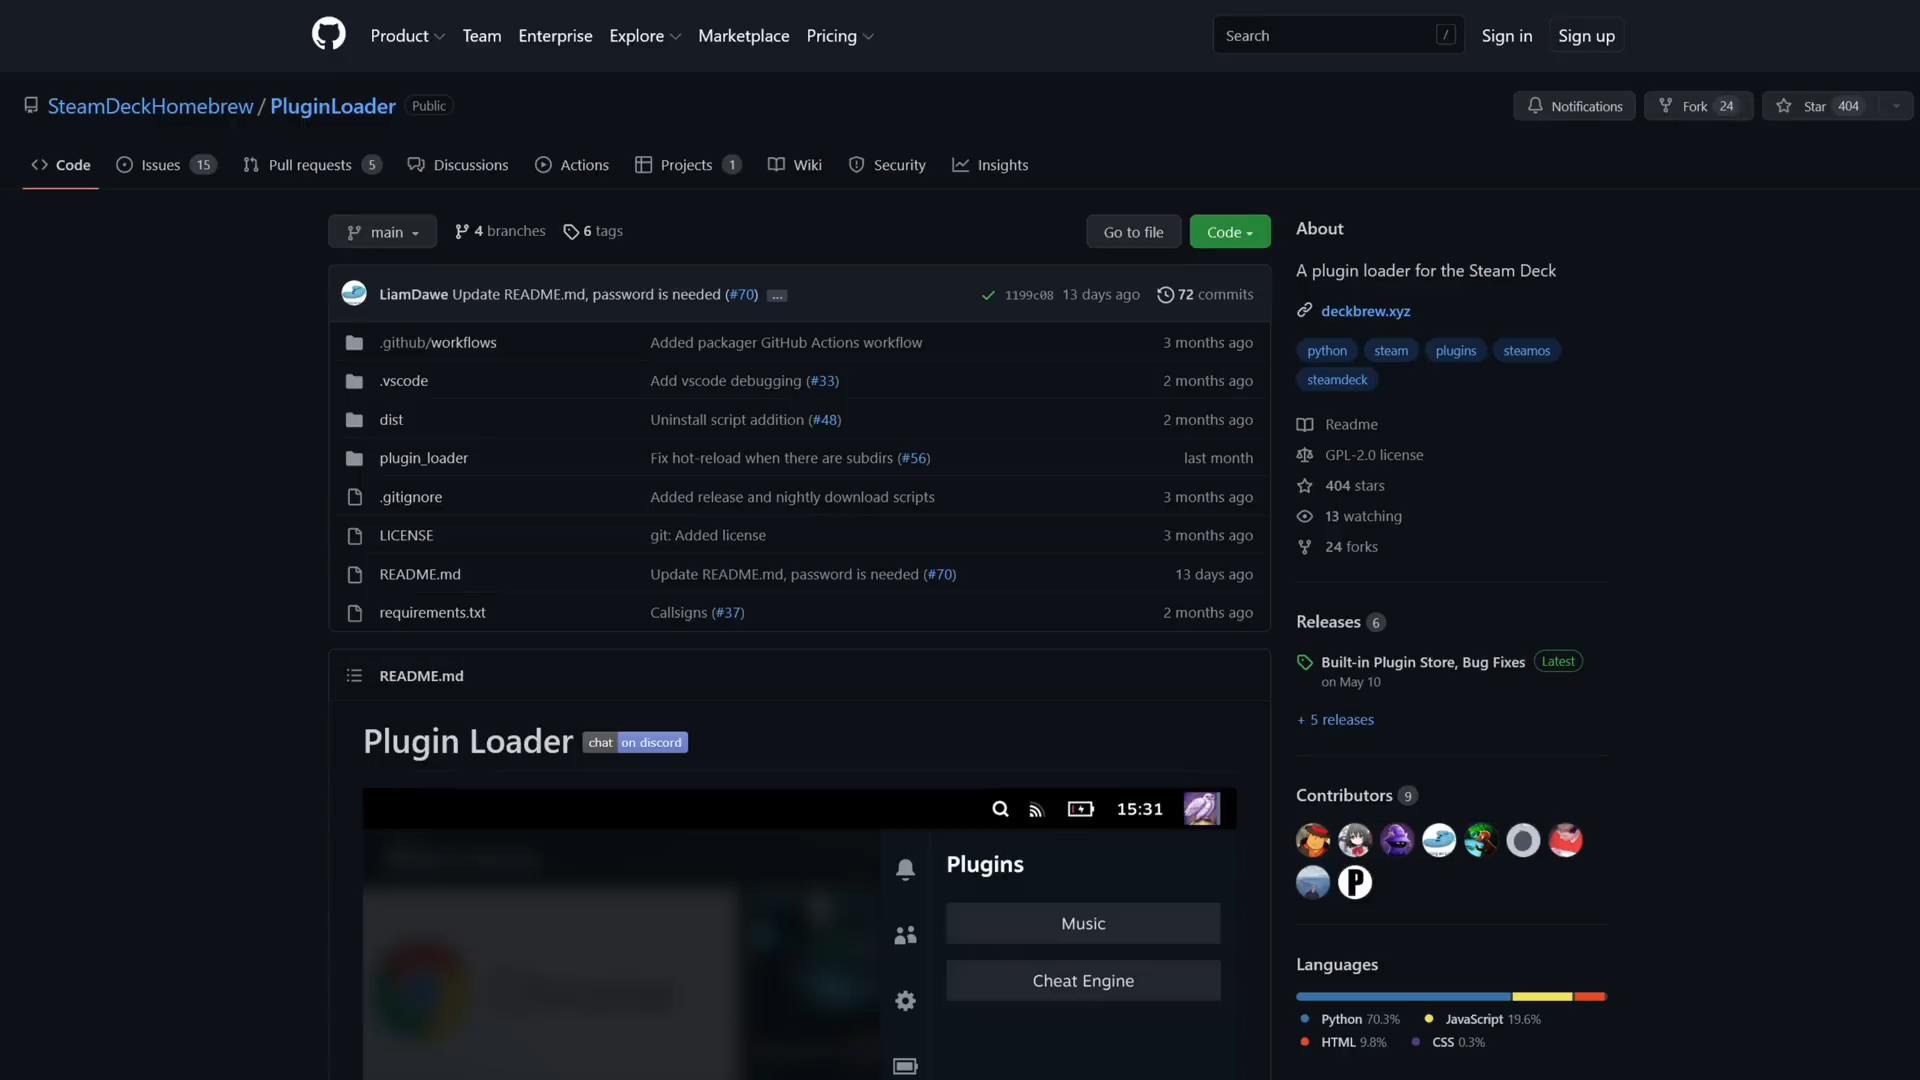 Product Team Enterprise Explore Marketplace Pricing Search / Sign in Sign up
SteamDeckHomebrew / PluginLoader Public Notifications Fork 24 Star 404
Code Issues 15 Pull requests 5 Discussions Actions Projects 1 Wiki Security Insights
main 4 branches 6 tags Go to file Code
LiamDawe Update README.md, password is needed (#70) ... 1199c08 13 days ago 72 commits
.github/workflows Added packager GitHub Actions workflow 3 months ago
.vscode Add vscode debugging (#33) 2 months ago
dist Uninstall script addition (#48) 2 months ago
plugin_loader Fix hot-reload when there are subdirs (#56) last month
.gitignore Added release and nightly download scripts 3 months ago
LICENSE git: Added license 3 months ago
README.md Update README.md, password is needed (#70) 13 days ago
requirements.txt Callsigns (#37) 2 months ago
README.md
Plugin Loader chat on discord
15:31
Plugins
Music
Cheat Engine
About
A plugin loader for the Steam Deck
deckbrew.xyz
python steam plugins steamos
steamdeck
Readme
GPL-2.0 license
404 stars
13 watching
24 forks
Releases 6
Built-in Plugin Store, Bug Fixes Latest
on May 10
+ 5 releases
Contributors 9
P
Languages
Python 70.3% JavaScript 19.6%
HTML 9.8% CSS 0.3%